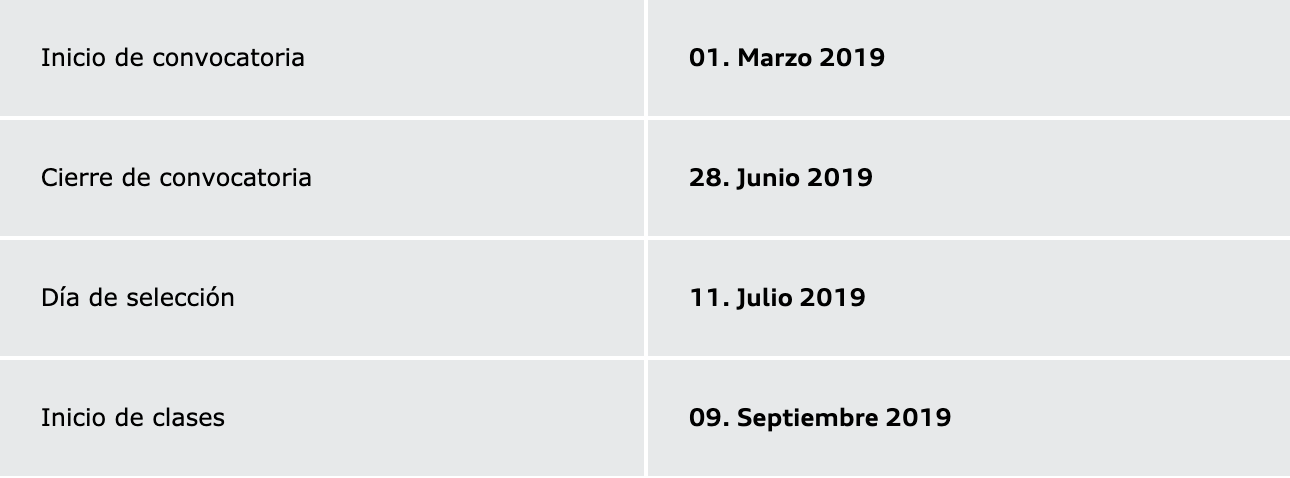 Inicio de convocatoria 01. Marzo 2019
Cierre de convocatoria 28. Junio 2019
Día de selección 11. Julio 2019
Inicio de clases 09. Septiembre 2019